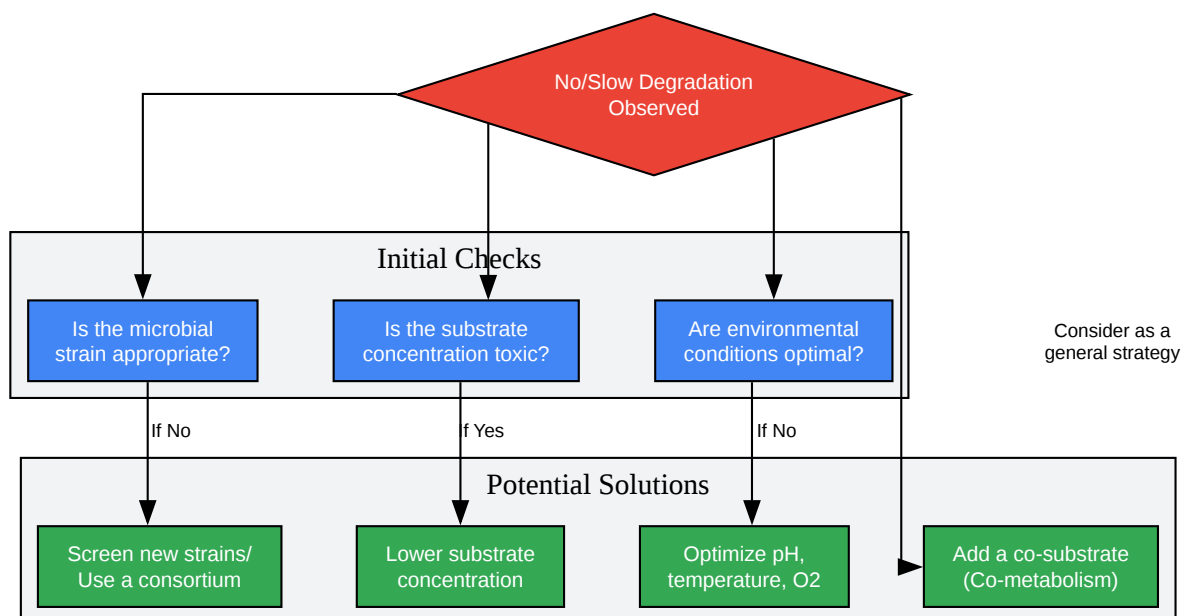 No/Slow Degradation
Observed
Initial Checks
Is the microbial
strain appropriate?
Is the substrate
concentration toxic?
Are environmental
conditions optimal?
Consider as a
general strategy
If No
If Yes
If No
Potential Solutions
Screen new strains/
Use a consortium
Lower substrate
concentration
Optimize pH,
temperature, O2
Add a co-substrate
(Co-metabolism)